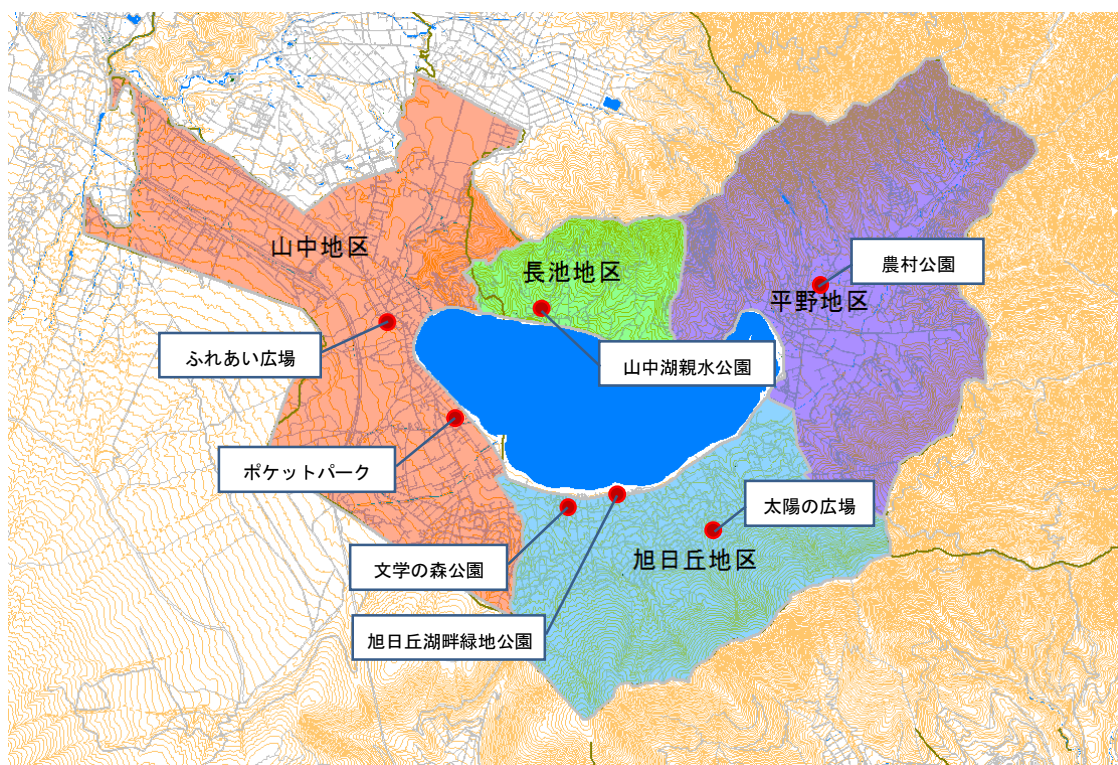 山中地区
長池地区
農村公園
平野地区
ふれあい広場
山中湖親水公園
ポケットパーク
太陽の広場
旭日丘地区
文学の森公園
旭日丘湖畔緑地公園